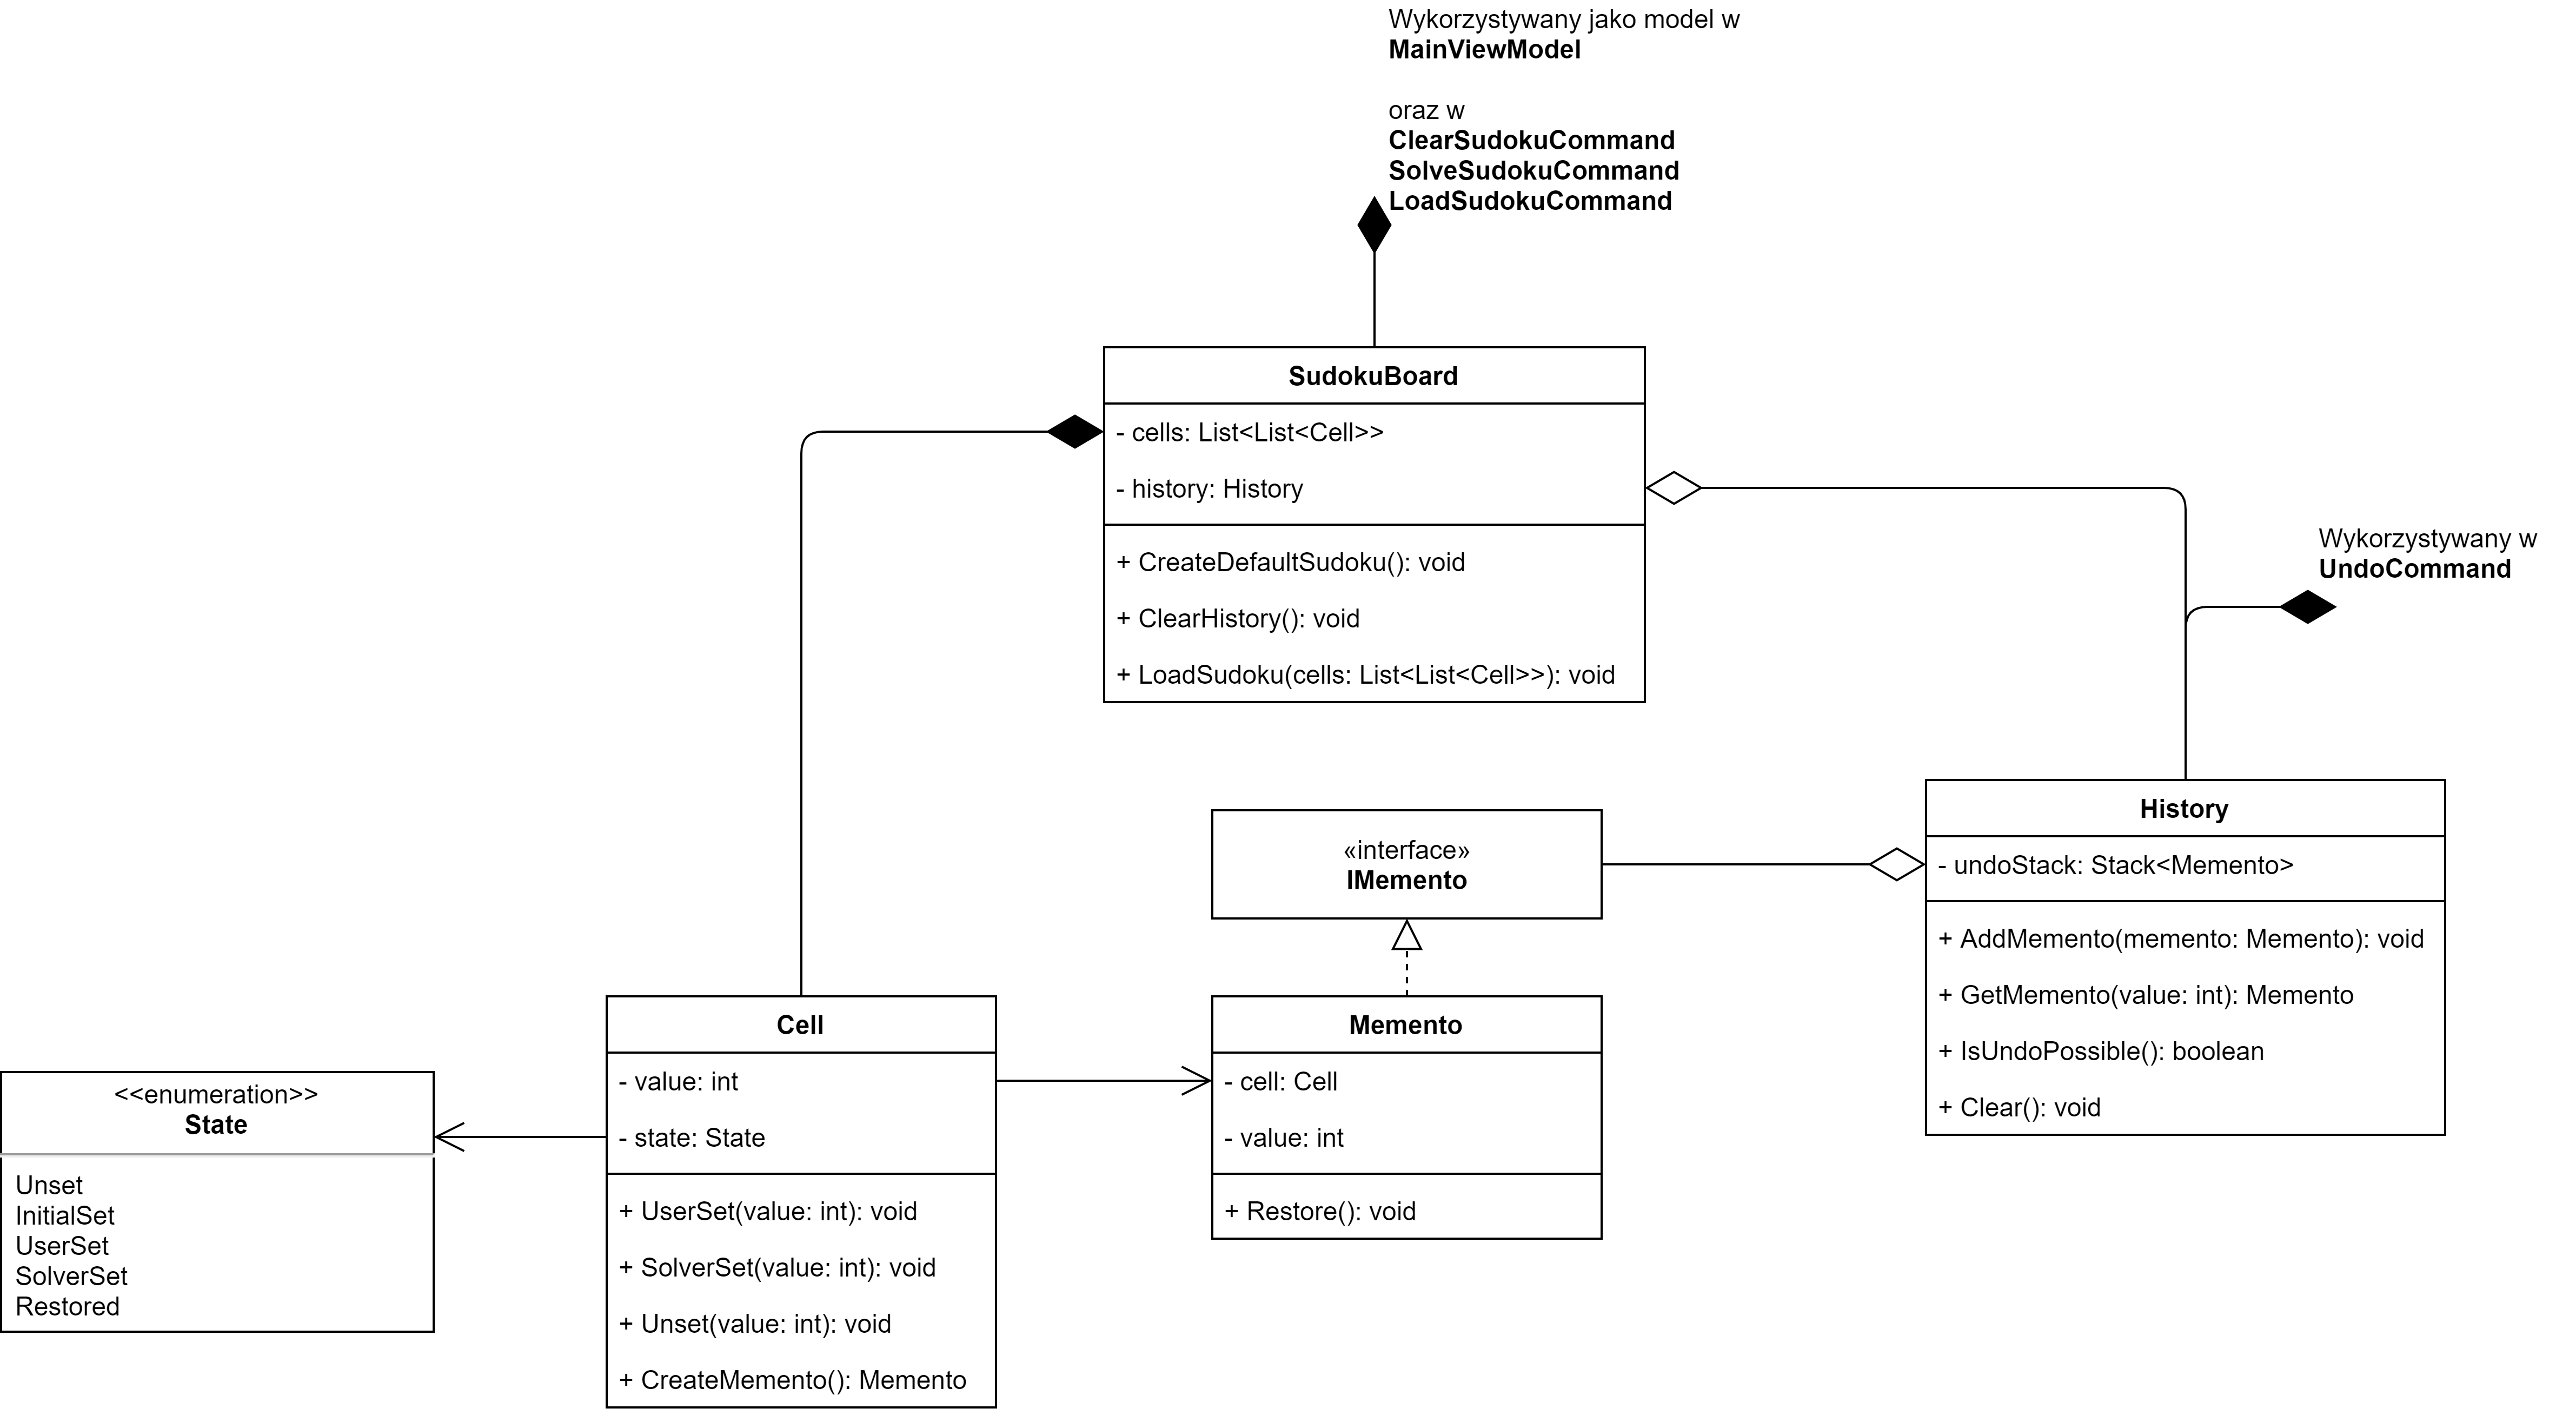 Wykorzystywany jako model w
MainViewModel
oraz w
ClearSudokuCommand
SolveSudokuCommand
LoadSudokuCommand
SudokuBoard
- cells: List<List<Cell>>
- history: History
+ CreateDefaultSudoku(): void
+ ClearHistory(): void
+ LoadSudoku(cells: List<List<Cell>>): void
Wykorzystywany w
UndoCommand
«interface»
IMemento
History
- undoStack: Stack<Memento>
+ AddMemento(memento: Memento): void
+ GetMemento(value: int): Memento
+ IsUndoPossible(): boolean
+ Clear(): void
<<enumeration>>
State
Unset
InitialSet
UserSet
SolverSet
Restored
Cell
- value: int
- state: State
+ UserSet(value: int): void
+ SolverSet(value: int): void
+ Unset(value: int): void
+ CreateMemento(): Memento
Memento
- cell: Cell
- value: int
+ Restore(): void